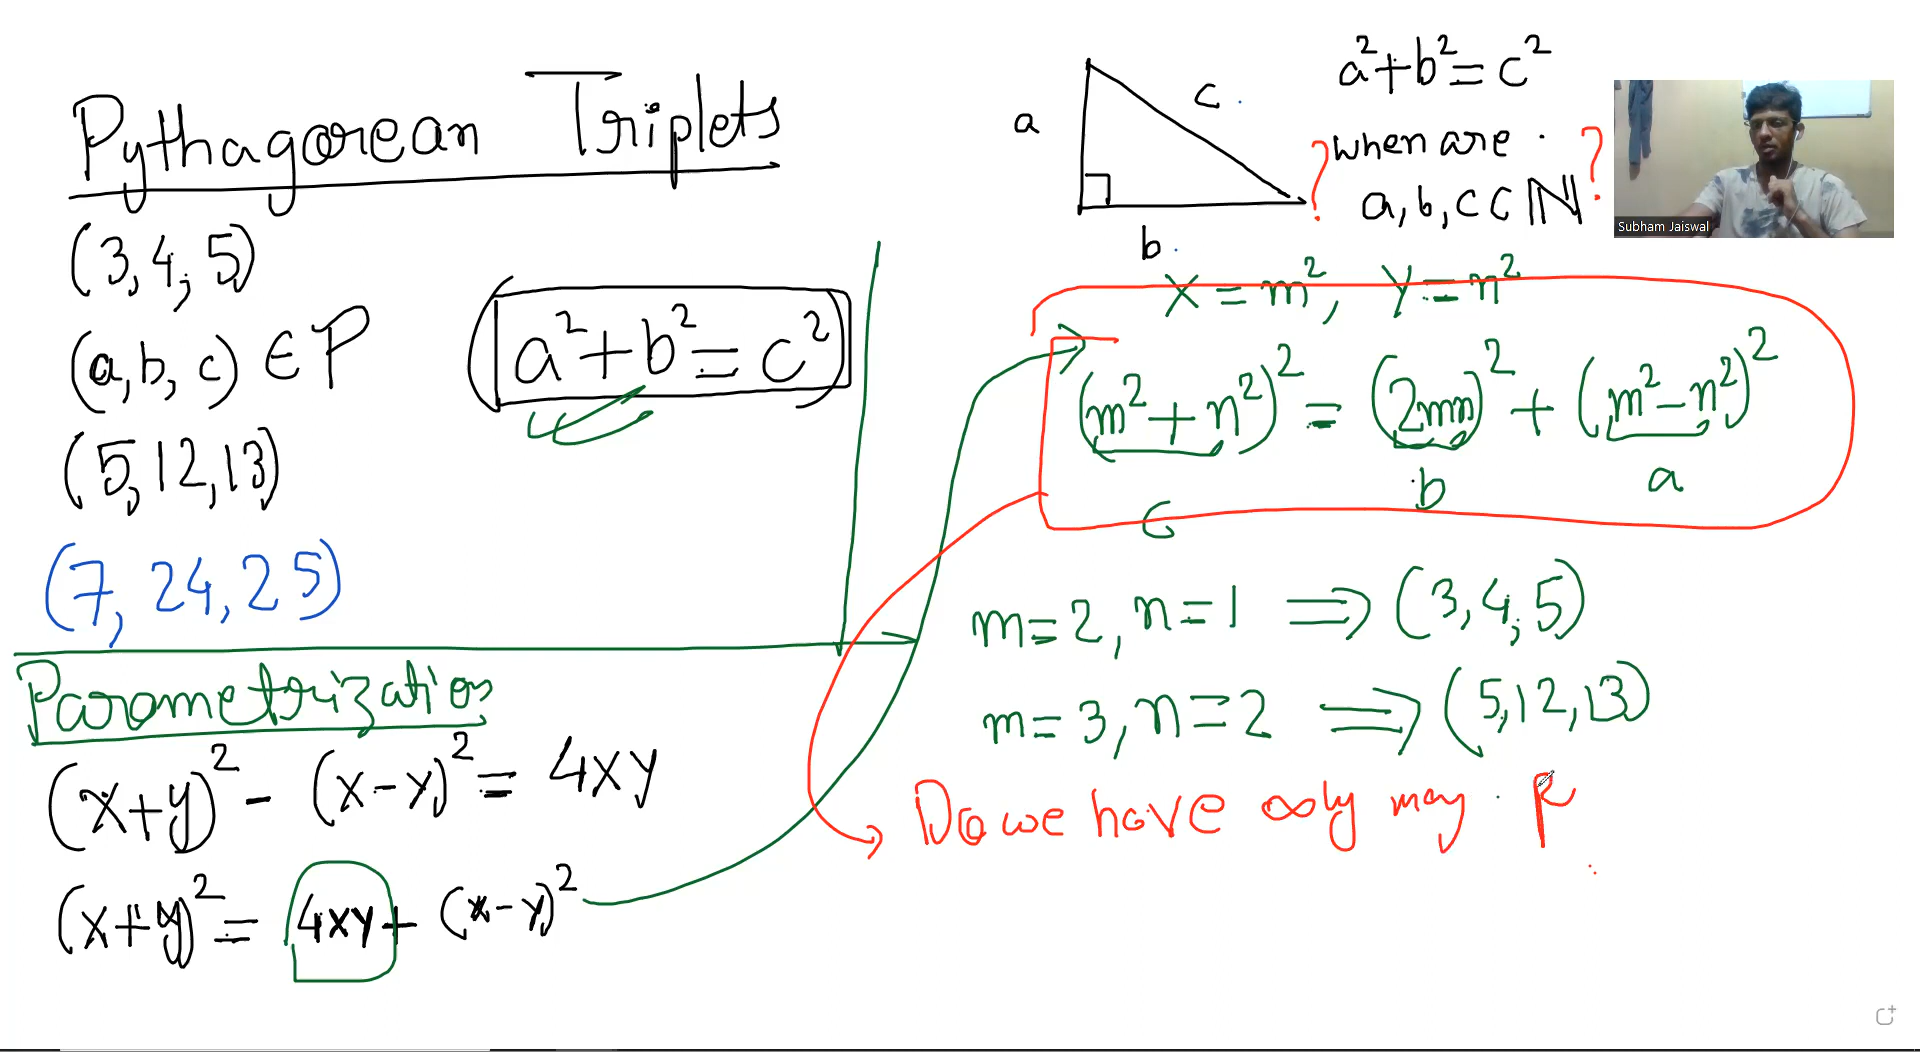 Pythagorean Triplets
(3, 4, 5)
(a, b, c) ∈ P
(a² + b² = c²)
(5, 12, 13)
(7, 24, 25)
Parametrization
(x+y)² - (x-y)² = 4xy
(x+y)² = 4xy + (x-y)²
a
c
b
a² + b² = c²
? when are ?
a, b, c ⊂ ℕ
Subham Jaiswal
x = m², y = n²
(m² + n²)² = (2mn)² + (m² - n²)²
c b a
m = 2, n = 1 ⟹ (3, 4, 5)
m = 3, n = 2 ⟹ (5, 12, 13)
Do we have ∞ly many P